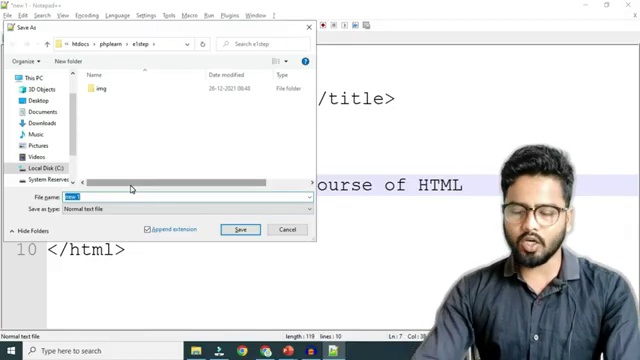 *new 1 - Notepad++
File Edit Search View Encoding Language Settings Tools Macro Run Plugins Window ?
Save As
htdocs > phplearn > e1step
Search e1step
Organize
New folder
Name
Date modified
Type
This PC
3D Objects
Desktop
Documents
Downloads
Music
Pictures
Videos
Local Disk (C:)
System Reserved
img
26-12-2021 08:48
File folder
/title>
ourse of HTML
File name: new 1
Save as type: Normal text file
Append extension
Hide Folders
Save
Cancel
10 </html>
Normal text file
length : 119 lines : 10
Ln : 7 Col : 38
Type here to search